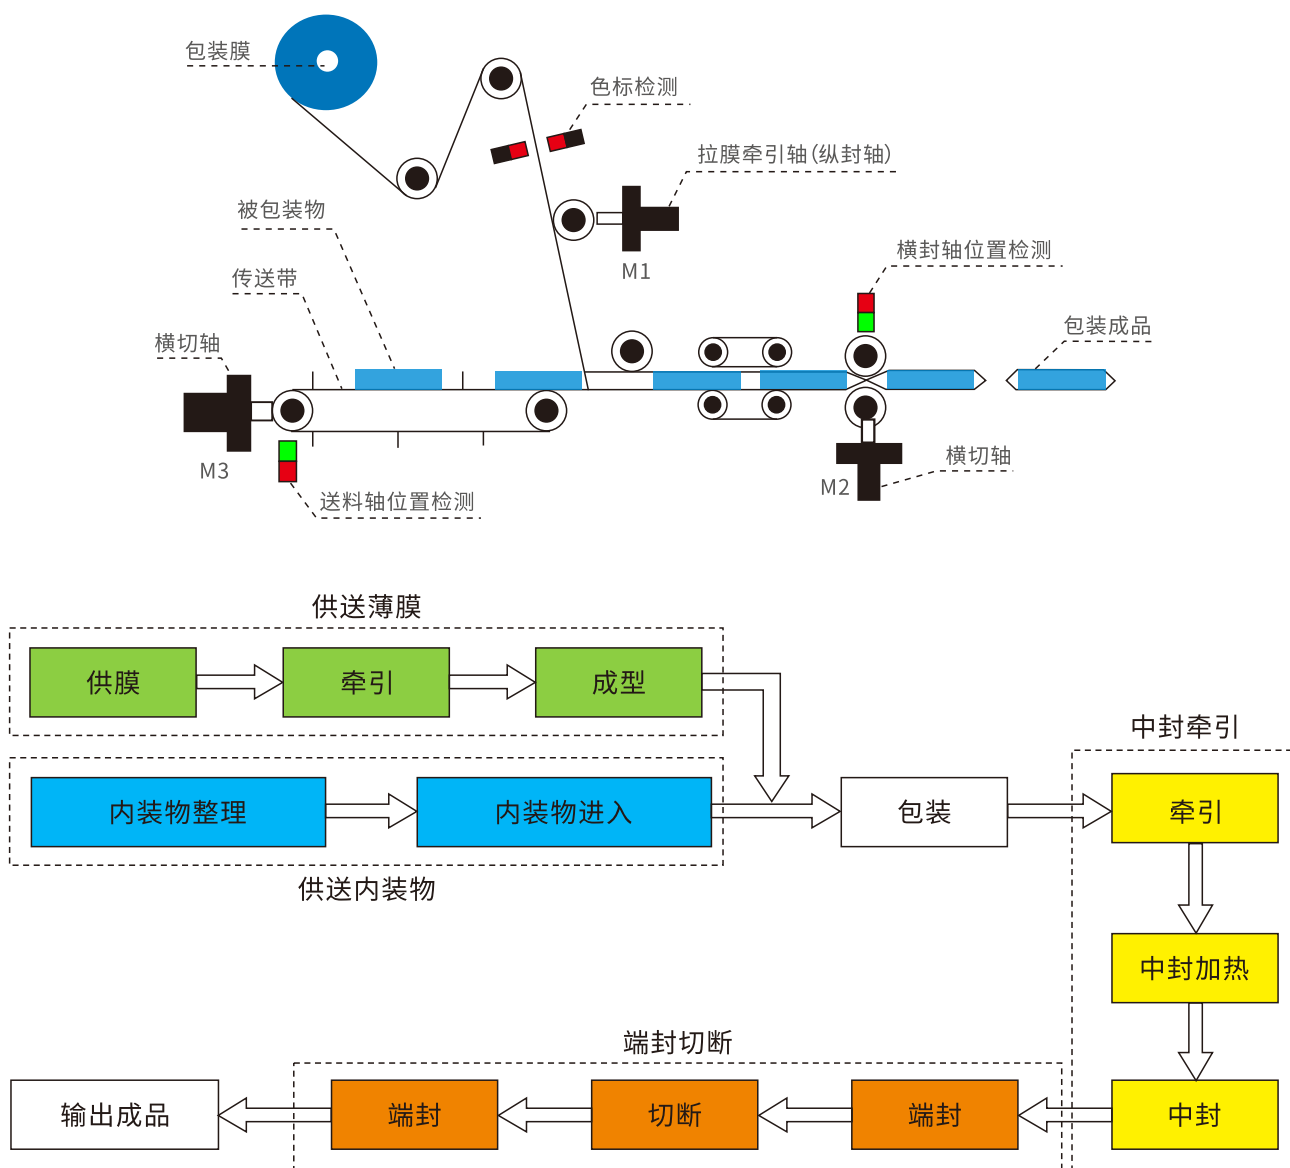 包装膜
色标检测
拉膜牵引轴(纵封轴)
被包装物
横封轴位置检测
M1
传送带
包装成品
横切轴
M3
横切轴
M2
送料轴位置检测
供送薄膜
供膜
牵引
成型
中封牵引
内装物整理
内装物进入
包装
牵引
供送内装物
中封加热
端封切断
输出成品
端封
切断
端封
中封